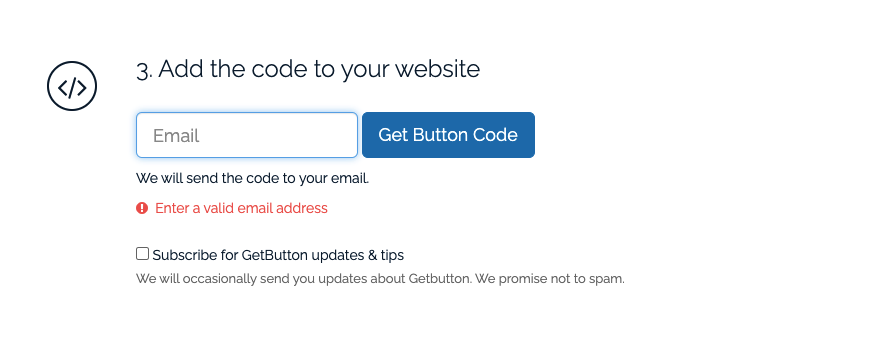 </>
3. Add the code to your website
Email
Get Button Code
We will send the code to your email.
Enter a valid email address
Subscribe for GetButton updates & tips
We will occasionally send you updates about Getbutton. We promise not to spam.